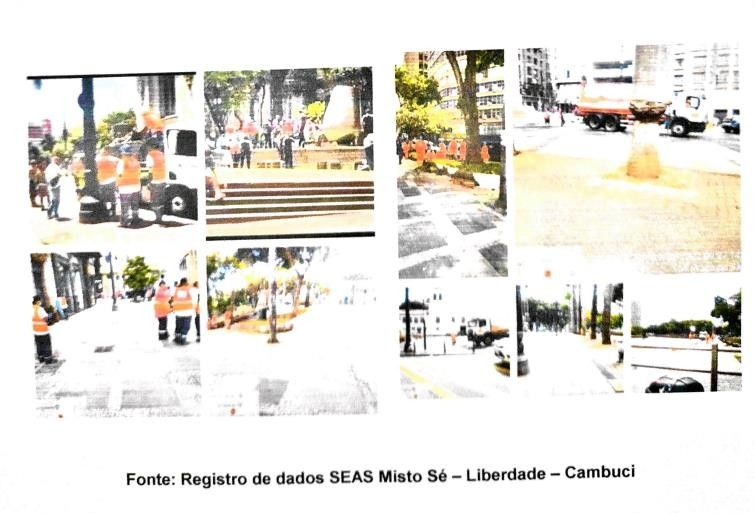 Fonte: Registro de dados SEAS Misto Sé – Liberdade – Cambuci